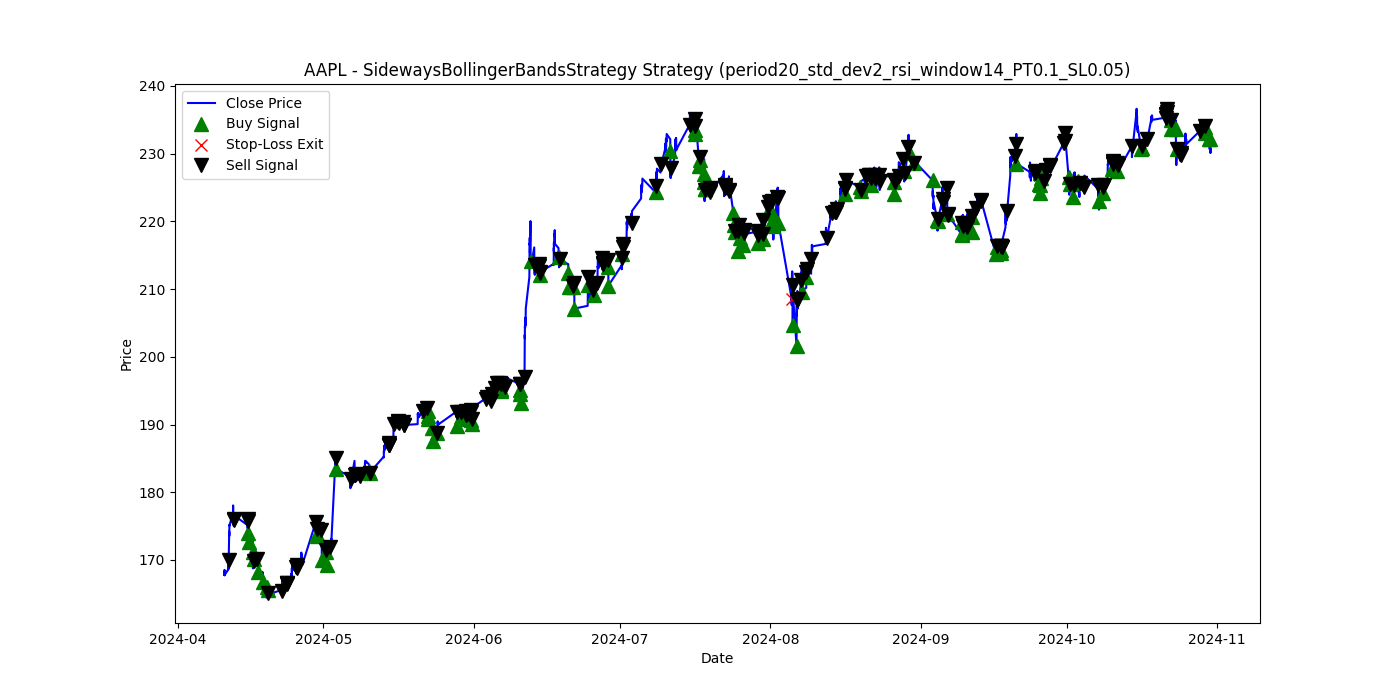 AAPL - SidewaysBollingerBandsStrategy Strategy (period20_std_dev2_rsi_window14_PT0.1_SL0.05)
Close Price
Buy Signal
Stop-Loss Exit
Sell Signal
240
230
220
210
200
190
180
170
Price
2024-04 2024-05 2024-06 2024-07 2024-08 2024-09 2024-10 2024-11
Date